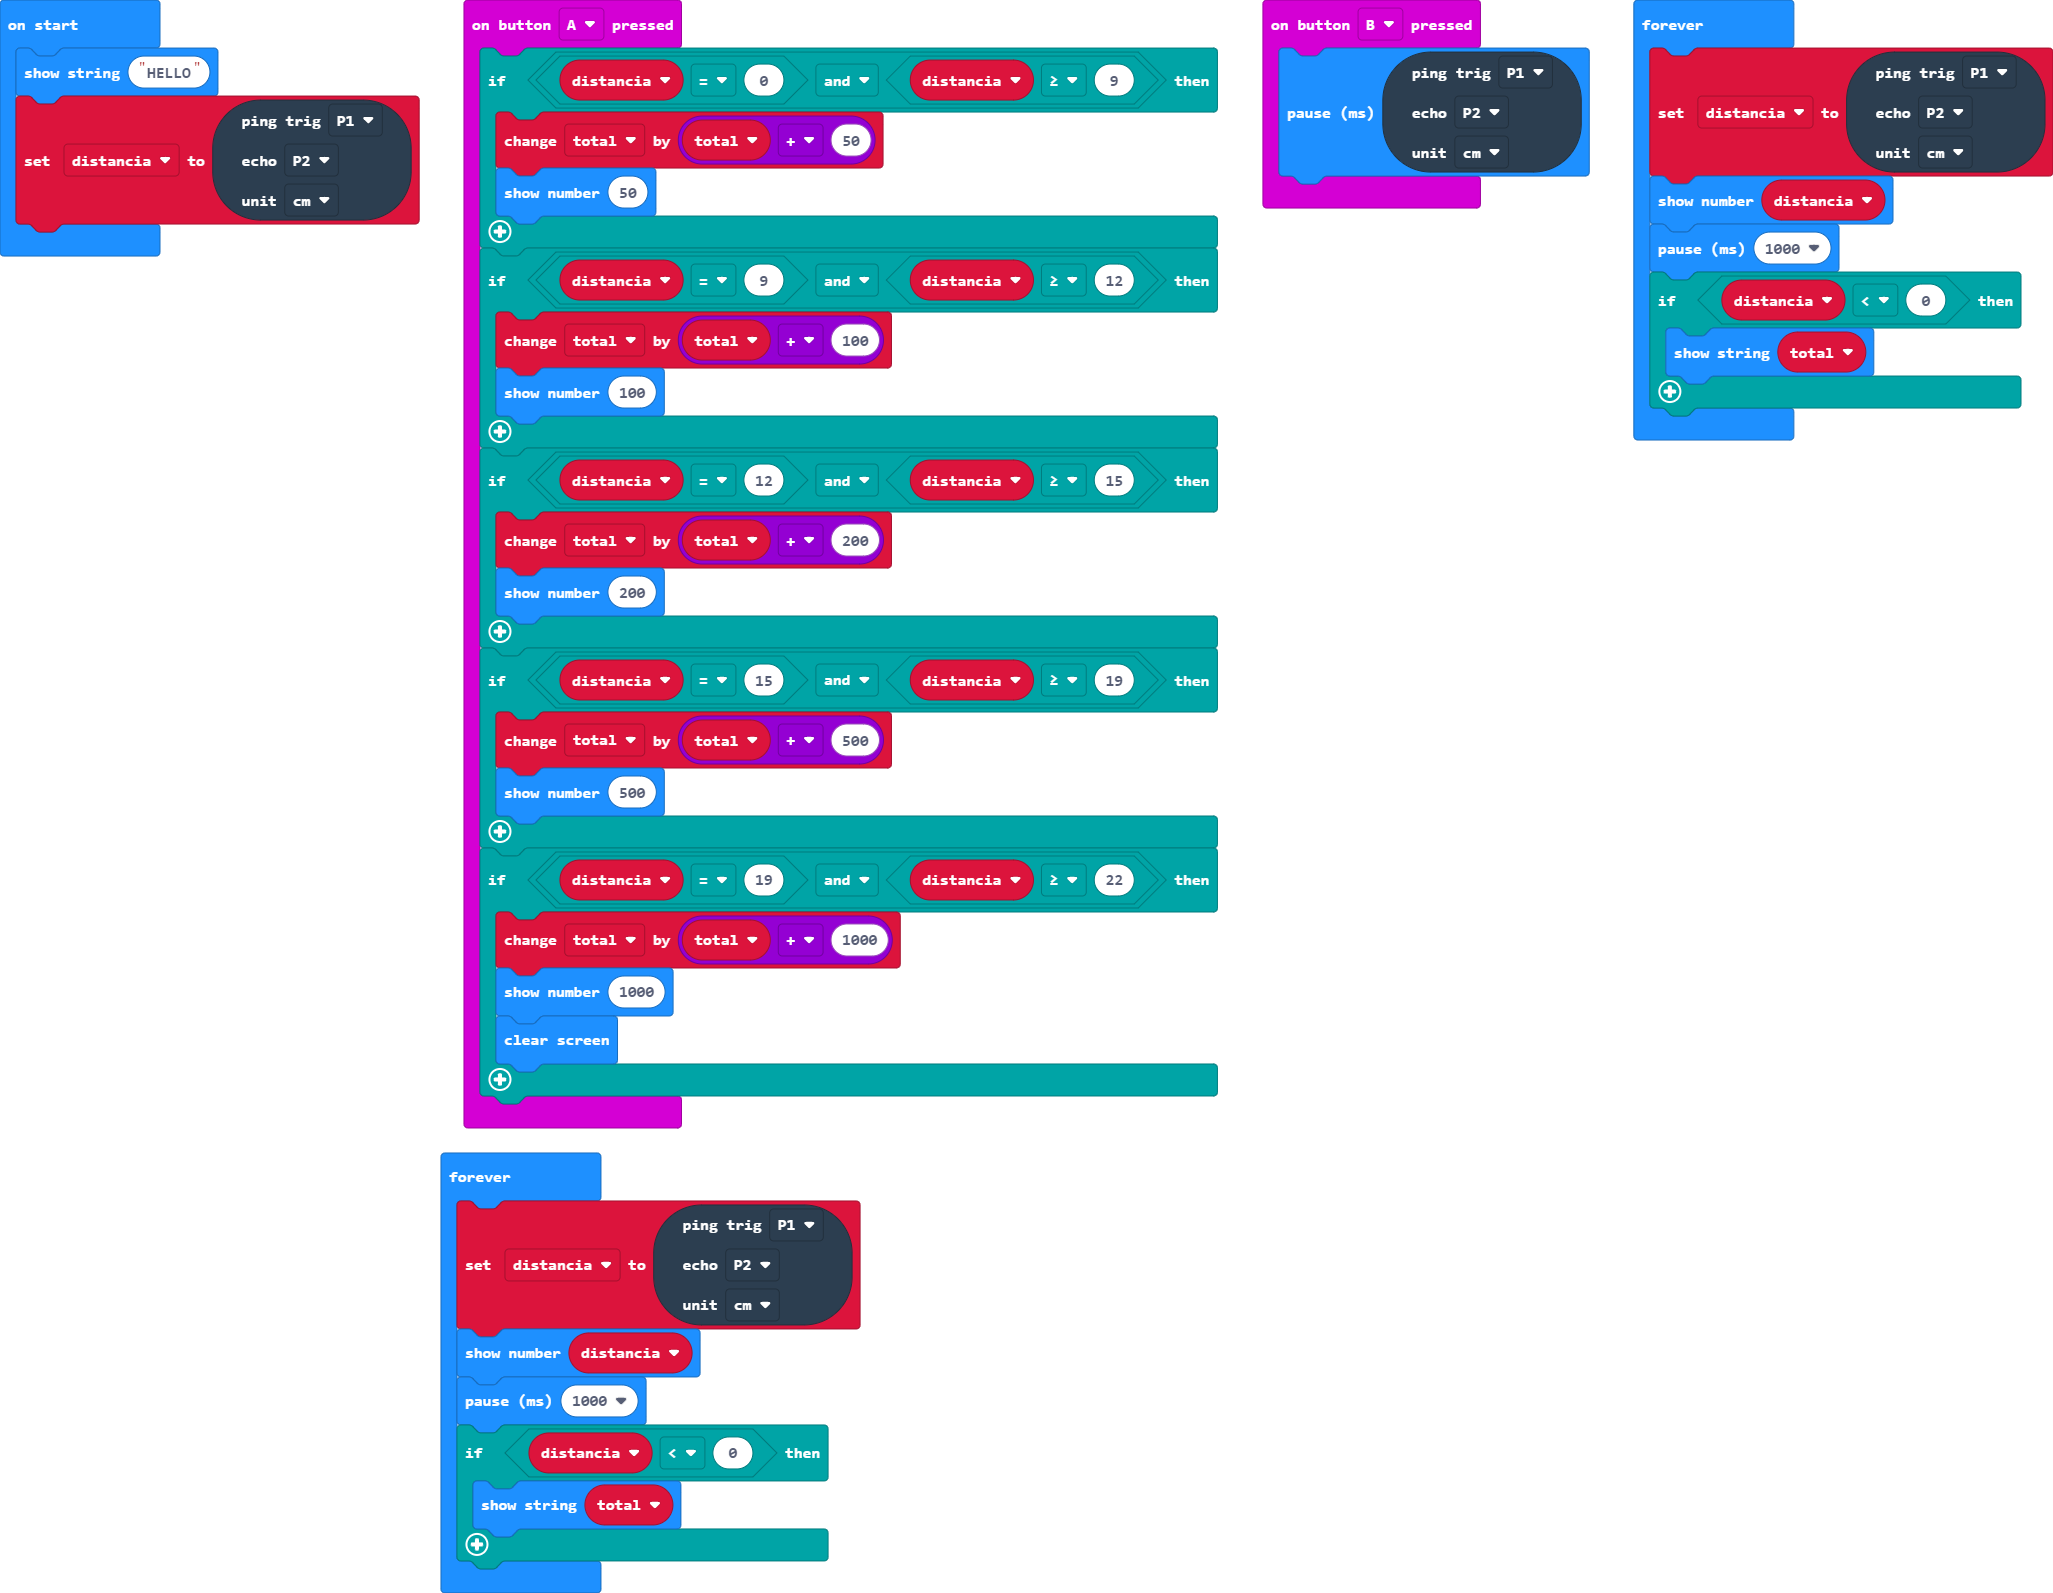 on start
show string "HELLO"
set distancia to ping trig P1
echo P2
unit cm
on button A pressed
if distancia = 0 and distancia ≥ 9 then
change total by total + 50
show number 50
if distancia = 9 and distancia ≥ 12 then
change total by total + 100
show number 100
if distancia = 12 and distancia ≥ 15 then
change total by total + 200
show number 200
if distancia = 15 and distancia ≥ 19 then
change total by total + 500
show number 500
if distancia = 19 and distancia ≥ 22 then
change total by total + 1000
show number 1000
clear screen
on button B pressed
pause (ms) ping trig P1
echo P2
unit cm
forever
set distancia to ping trig P1
echo P2
unit cm
show number distancia
pause (ms) 1000
if distancia < 0 then
show string total
forever
set distancia to ping trig P1
echo P2
unit cm
show number distancia
pause (ms) 1000
if distancia < 0 then
show string total